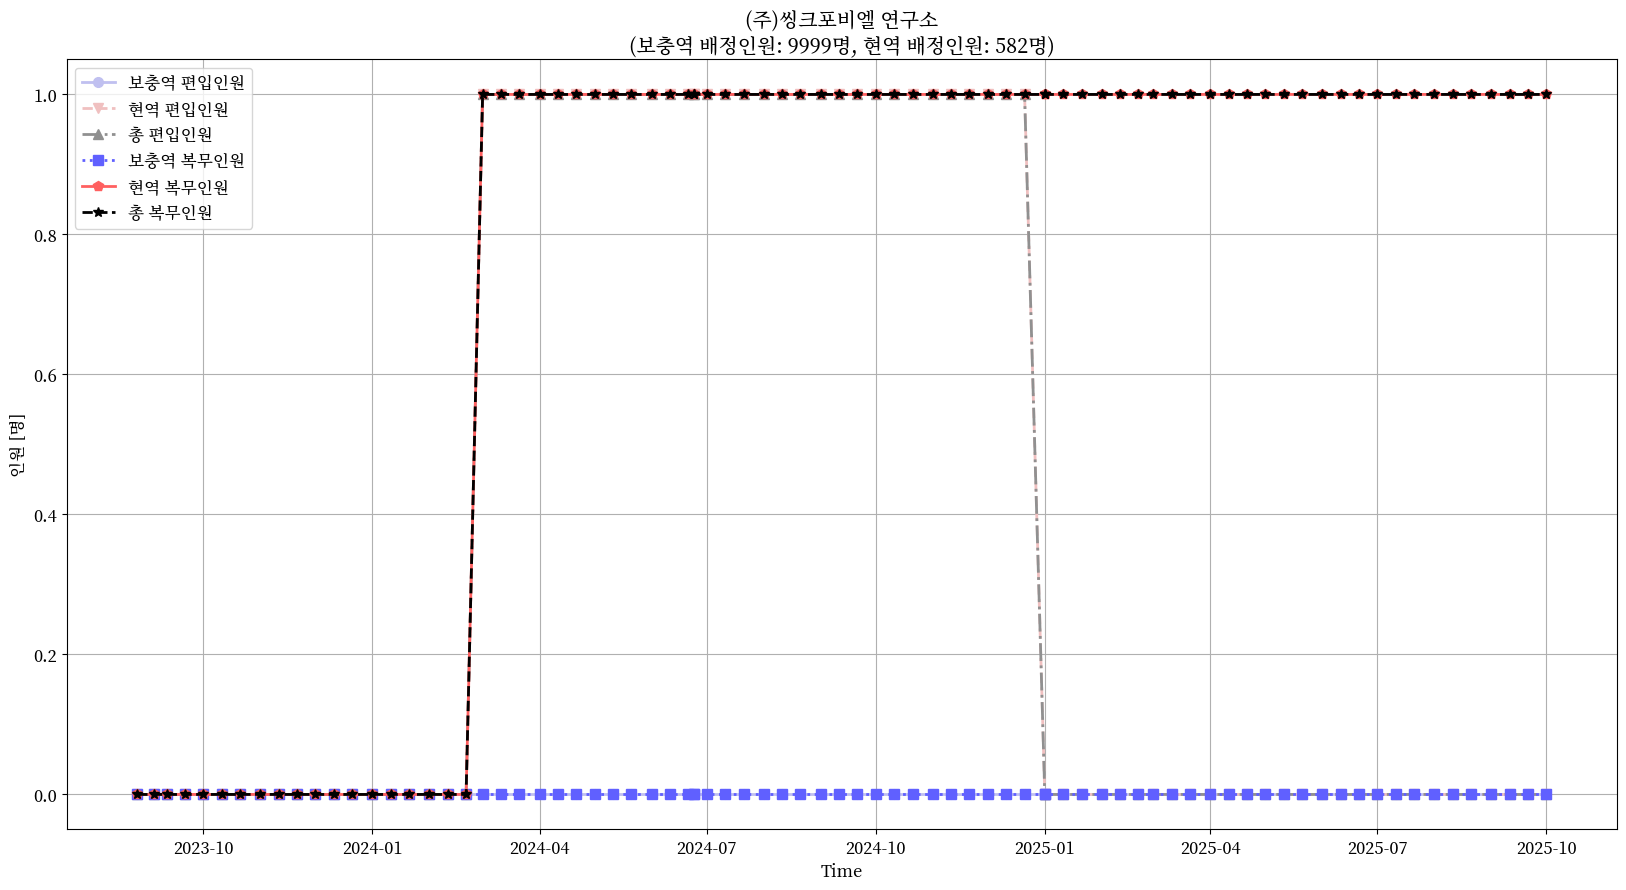 (주)씽크포비엘 연구소
(보충역 배정인원: 9999명, 현역 배정인원: 582명)
보충역 편입인원
현역 편입인원
총 편입인원
보충역 복무인원
현역 복무인원
총 복무인원
인원 [명]
1.0
0.8
0.6
0.4
0.2
0.0
2023-10 2024-01 2024-04 2024-07 2024-10 2025-01 2025-04 2025-07 2025-10
Time